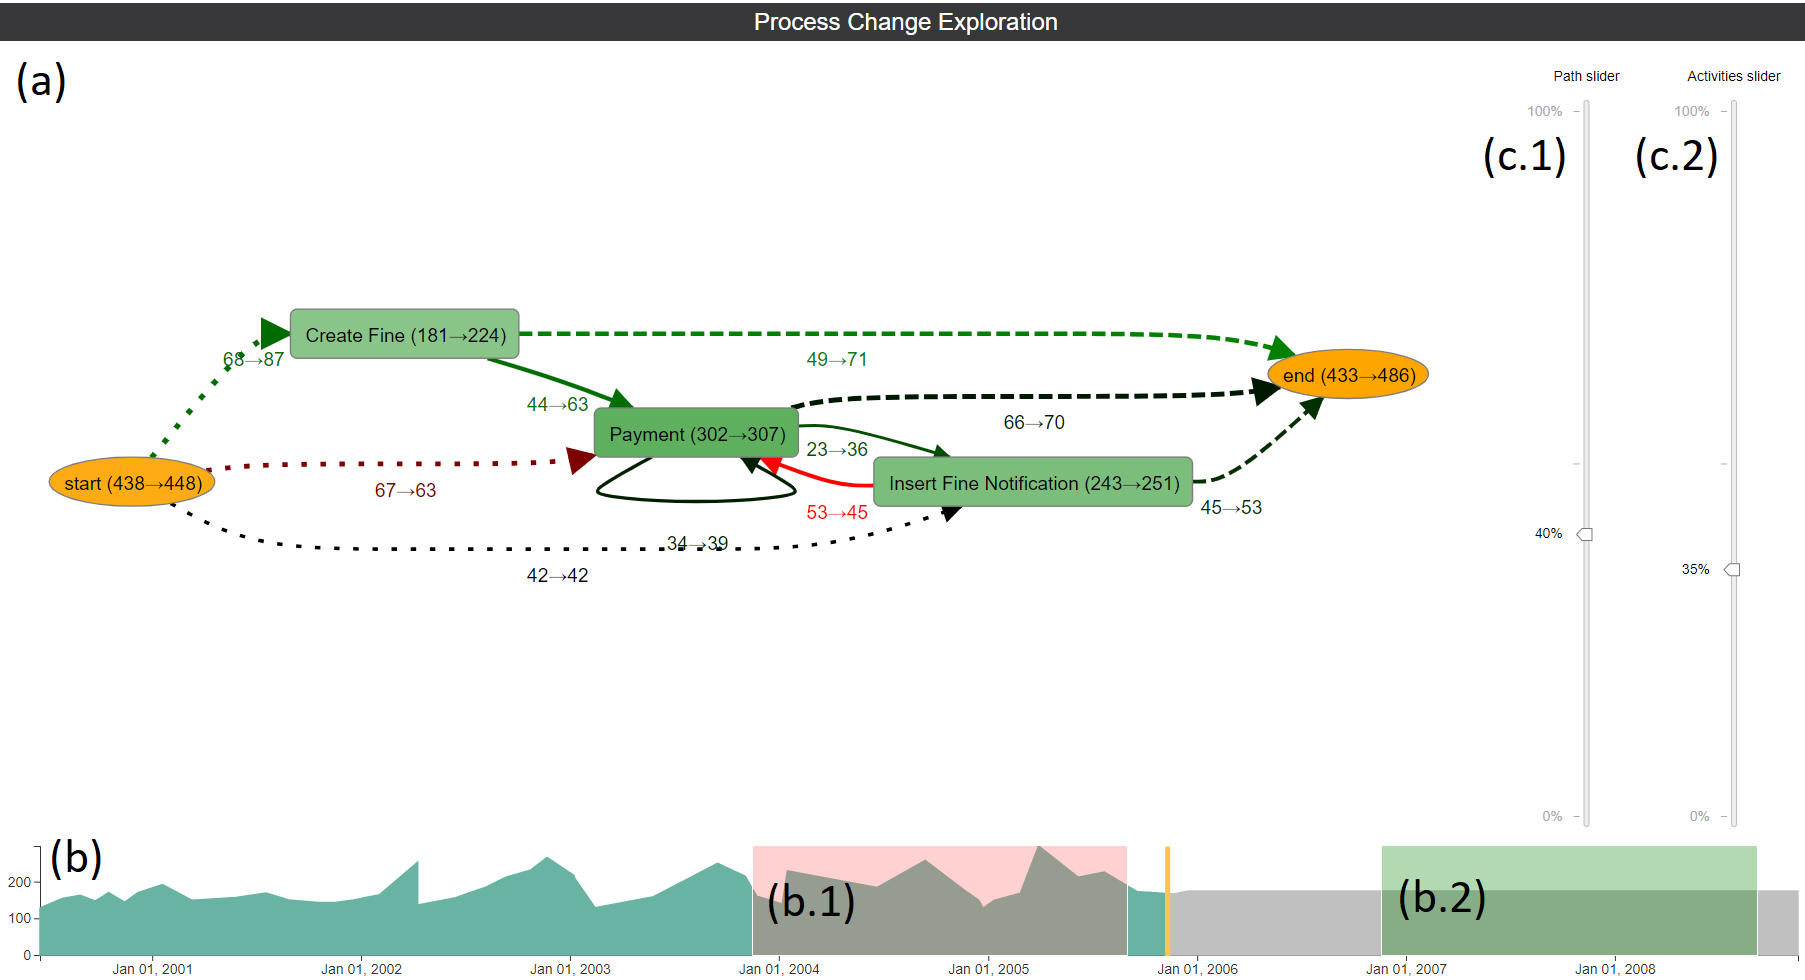 Process Change Exploration
(a)
Path slider
Activities slider
100%
100%
(c.1)
(c.2)
Create Fine (181→224)
68→87
49→71
end (433→486)
44→63
66→70
Payment (302→307)
23→36
start (438→448)
67→63
Insert Fine Notification (243→251)
45→53
53→45
34→39
42→42
40%
35%
0%
0%
(b)
200
100
0
(b.1)
(b.2)
Jan 01, 2001
Jan 01, 2002
Jan 01, 2003
Jan 01, 2004
Jan 01, 2005
Jan 01, 2006
Jan 01, 2007
Jan 01, 2008